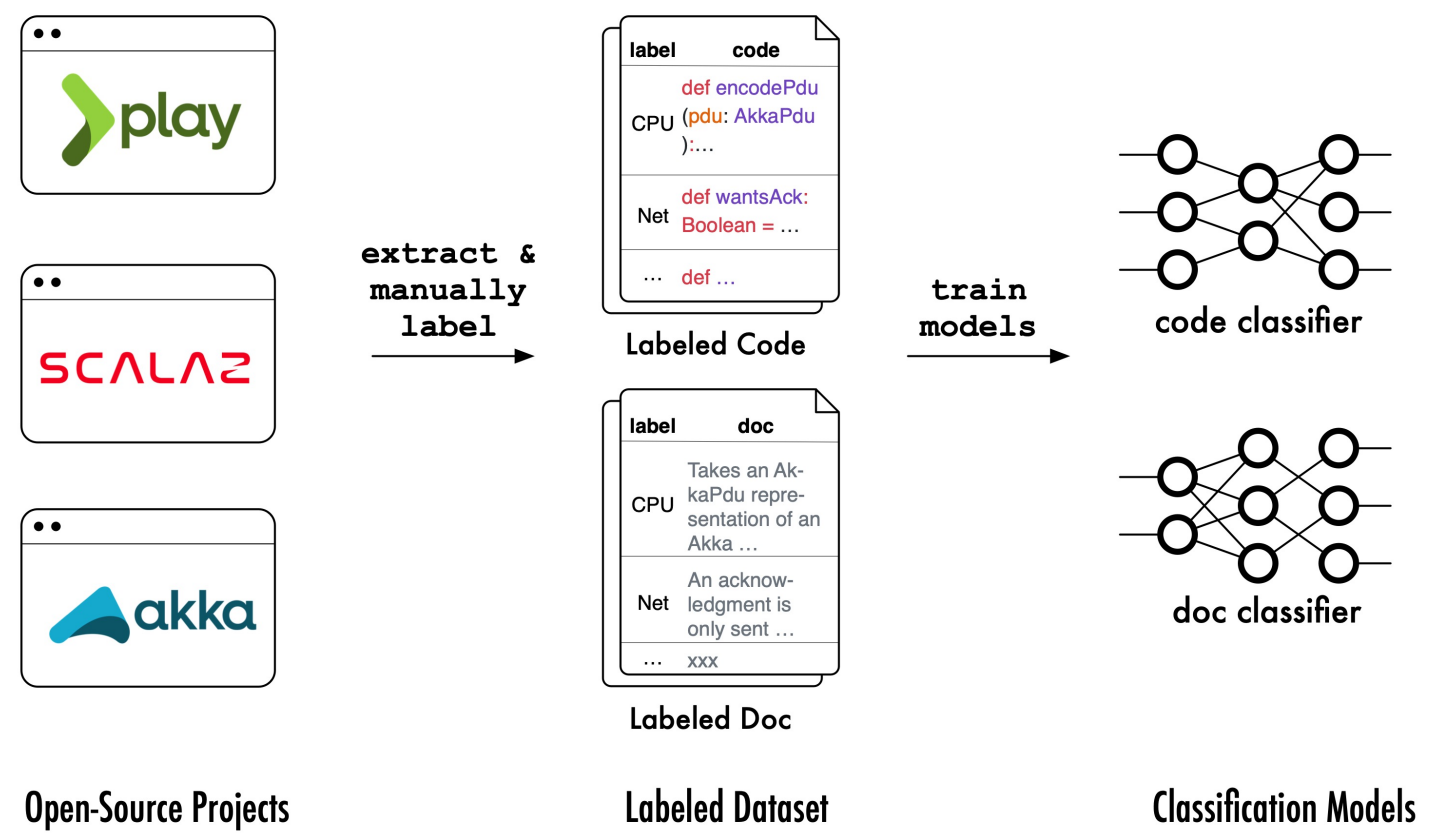 play
SCALAZ
akka
Open-Source Projects
extract &
manually
label
label code
CPU
def encodePdu
(pdu: AkkaPdu
):...
Net
def wantsAck:
Boolean = ...
... def ...
Labeled Code
label doc
CPU
Takes an Ak-
kaPdu repre-
sentation of an
Akka ...
Net
An acknow-
ledgment is
only sent ...
... xxx
Labeled Doc
Labeled Dataset
train
models
code classifier
doc classifier
Classification Models